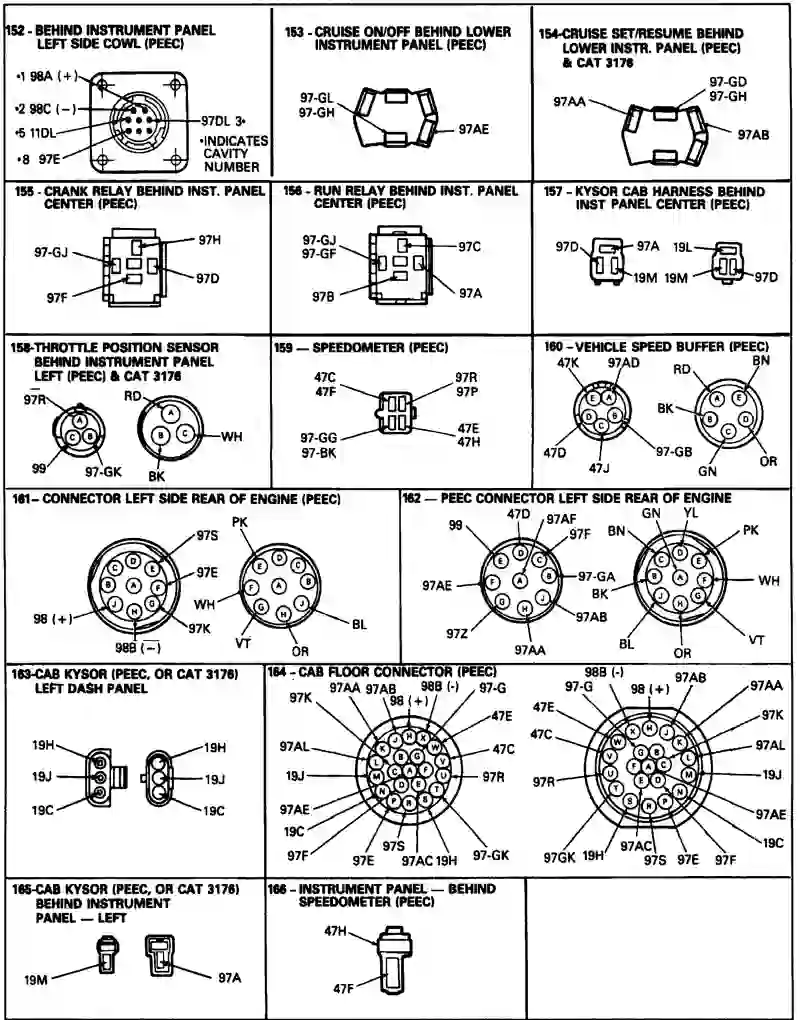 152 - BEHIND INSTRUMENT PANEL
LEFT SIDE COWL (PEEC)
•1 98A (+)
•2 98C (−)
•5 11DL
•8 97E
97DL 3•
•INDICATES
CAVITY
NUMBER
153 - CRUISE ON/OFF BEHIND LOWER
INSTRUMENT PANEL (PEEC)
97-GL
97-GH
97AE
154-CRUISE SET/RESUME BEHIND
LOWER INSTR. PANEL (PEEC)
& CAT 3176
97-GD
97-GH
97AA
97AB
155 - CRANK RELAY BEHIND INST. PANEL
CENTER (PEEC)
97H
97-GJ
97D
97F
156 - RUN RELAY BEHIND INST. PANEL
CENTER (PEEC)
97-GJ
97-GF
97C
97B
97A
157 - KYSOR CAB HARNESS BEHIND
INST PANEL CENTER (PEEC)
97D 97A 19L
19M 19M 97D
158-THROTTLE POSITION SENSOR
BEHIND INSTRUMENT PANEL
LEFT (PEEC) & CAT 3176
97R RD
A A
C B B C
WH
99 97-GK BK
159 — SPEEDOMETER (PEEC)
47C 97R
47F 97P
97-GG 47E
97-BK 47H
160 - VEHICLE SPEED BUFFER (PEEC)
47K 97AD RD BN
E A A E
BK
D B B D
C C
47D 97-GB
47J GN OR
161 – CONNECTOR LEFT SIDE REAR OF ENGINE (PEEC)
97S PK
C D E E D C
97E
B A F F A B
WH
J H G G H J
98 (+) 97K BL
98B (−) VT OR
162 — PEEC CONNECTOR LEFT SIDE REAR OF ENGINE
47D GN YL
99 97AF BN PK
97F
E D C C D E
97AE 97-GA WH
F A B B A F
BK
G H J J H G
97AB
97Z 97AA BL OR VT
163-CAB KYSOR (PEEC, OR CAT 3176)
LEFT DASH PANEL
19H 19H
19J 19J
19C 19C
164 - CAB FLOOR CONNECTOR (PEEC)
97AA 97AB 98B (-) 97-G
97K 98 (+)
47E
97AL 47C
19J 97R
97AE
19C
97F 97E 97S 97AC 19H 97-GK
J H X
K W
L B G V
M C A F U
N D E T
P R S
98B (-) 97AB
97-G 98 (+) 97AA
47E 97K
47C 97AL
97R 19J
97AE
19C
97GK 19H 97AC 97S 97E 97F
X H J
W K
V G B L
U F A C M
T E D N
S R P
165-CAB KYSOR (PEEC, OR CAT 3176)
BEHIND INSTRUMENT
PANEL — LEFT
19M 97A
166 - INSTRUMENT PANEL — BEHIND
SPEEDOMETER (PEEC)
47H
47F